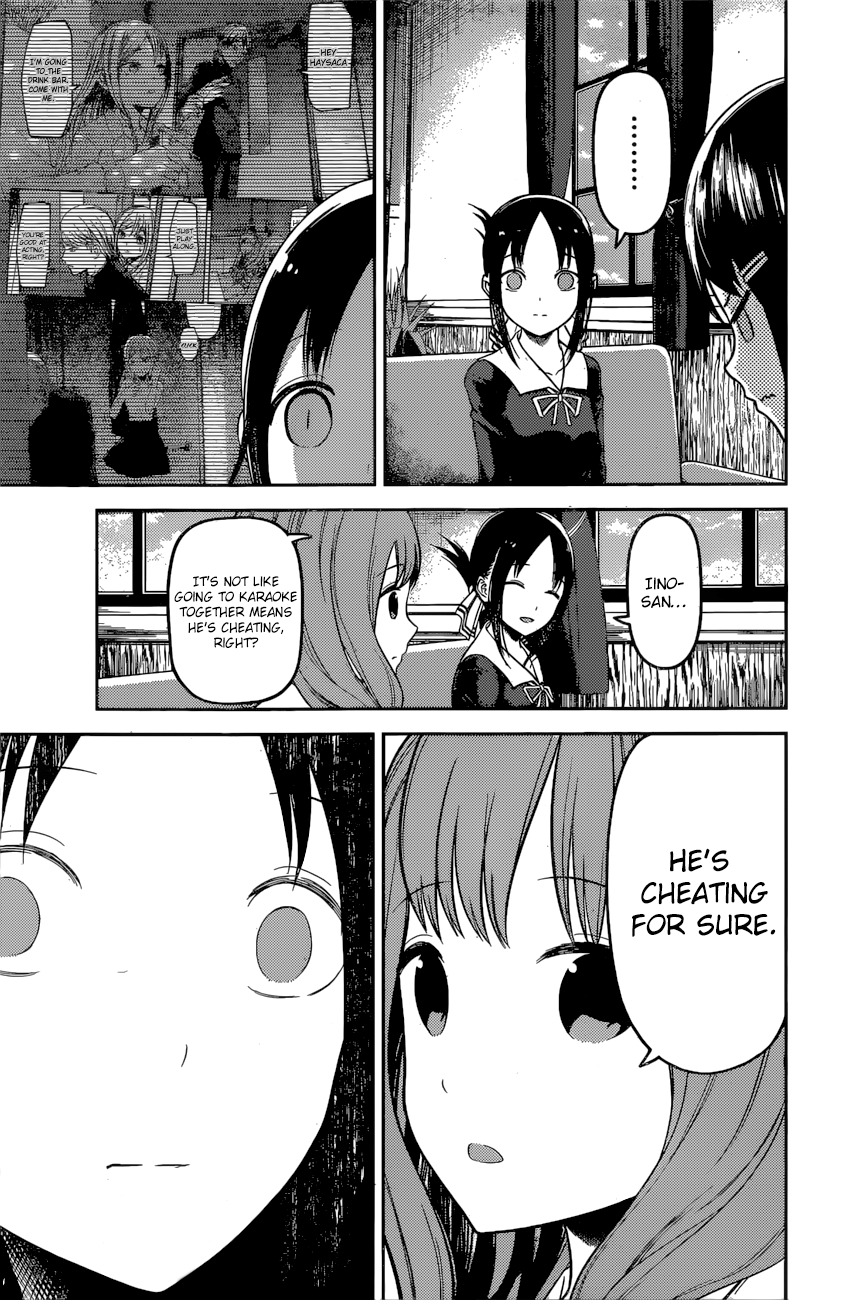 .........
HEY
HAYSACA
I'M GOING
TO THE
DRINK BAR.
COME WITH
ME.
JUST
PLAY
ALONG.
YOU'RE
GOOD AT
ACTING,
RIGHT?
IINO-
SAN...
IT'S NOT LIKE
GOING TO KARAOKE
TOGETHER MEANS
HE'S CHEATING,
RIGHT?
HE'S
CHEATING
FOR SURE.